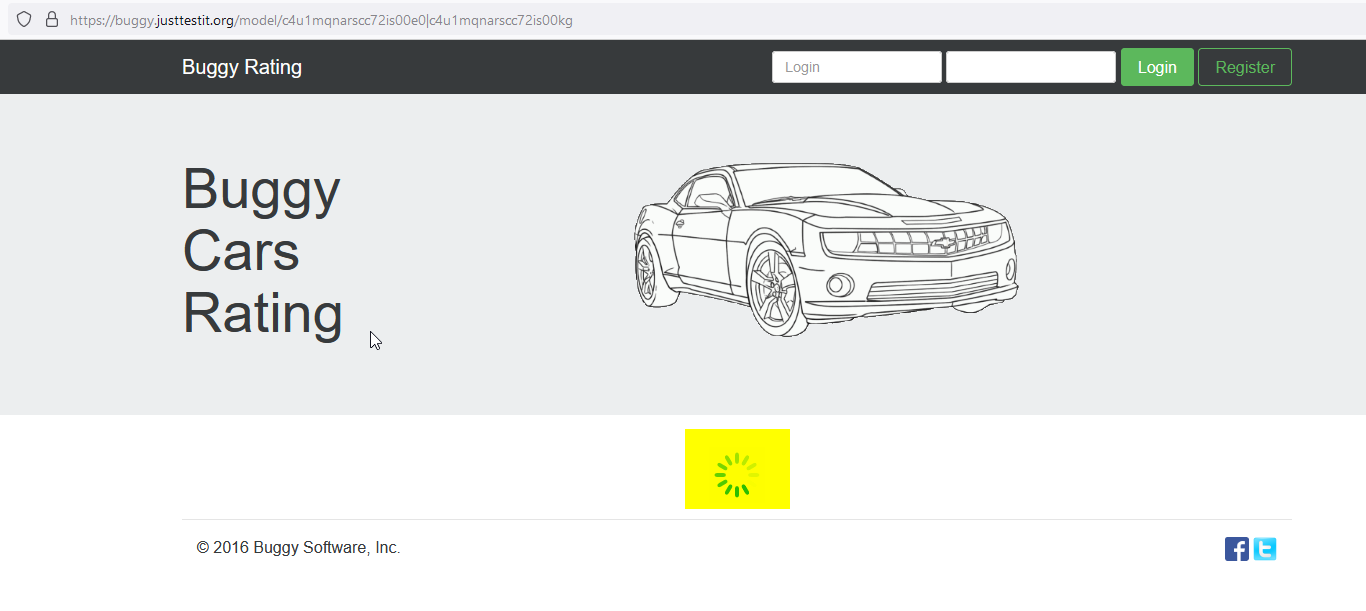 https://buggy.justtestit.org/model/c4u1mqnarscc72is00e0|c4u1mqnarscc72is00kg
Buggy Rating
Login
Login
Register
Buggy
Cars
Rating
© 2016 Buggy Software, Inc.